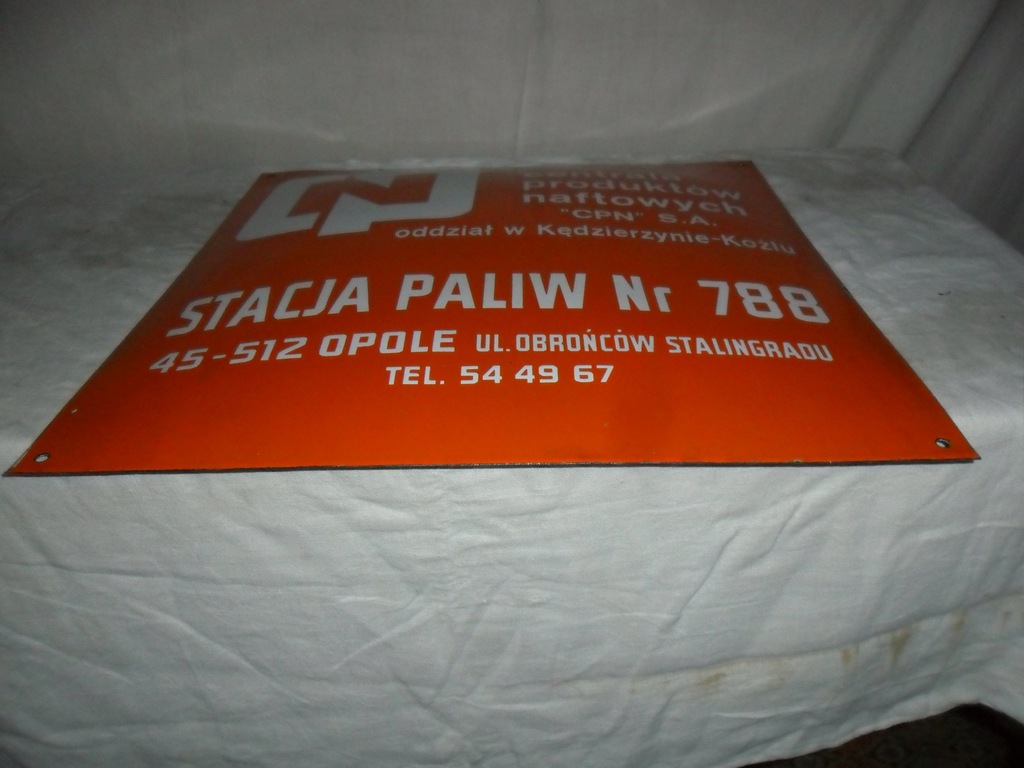 centrala
produktów
naftowych
"CPN" S.A.
oddział w Kędzierzynie-Koźlu
STACJA PALIW Nr 788
45-512 OPOLE UL. OBROŃCÓW STALINGRADU
TEL. 54 49 67